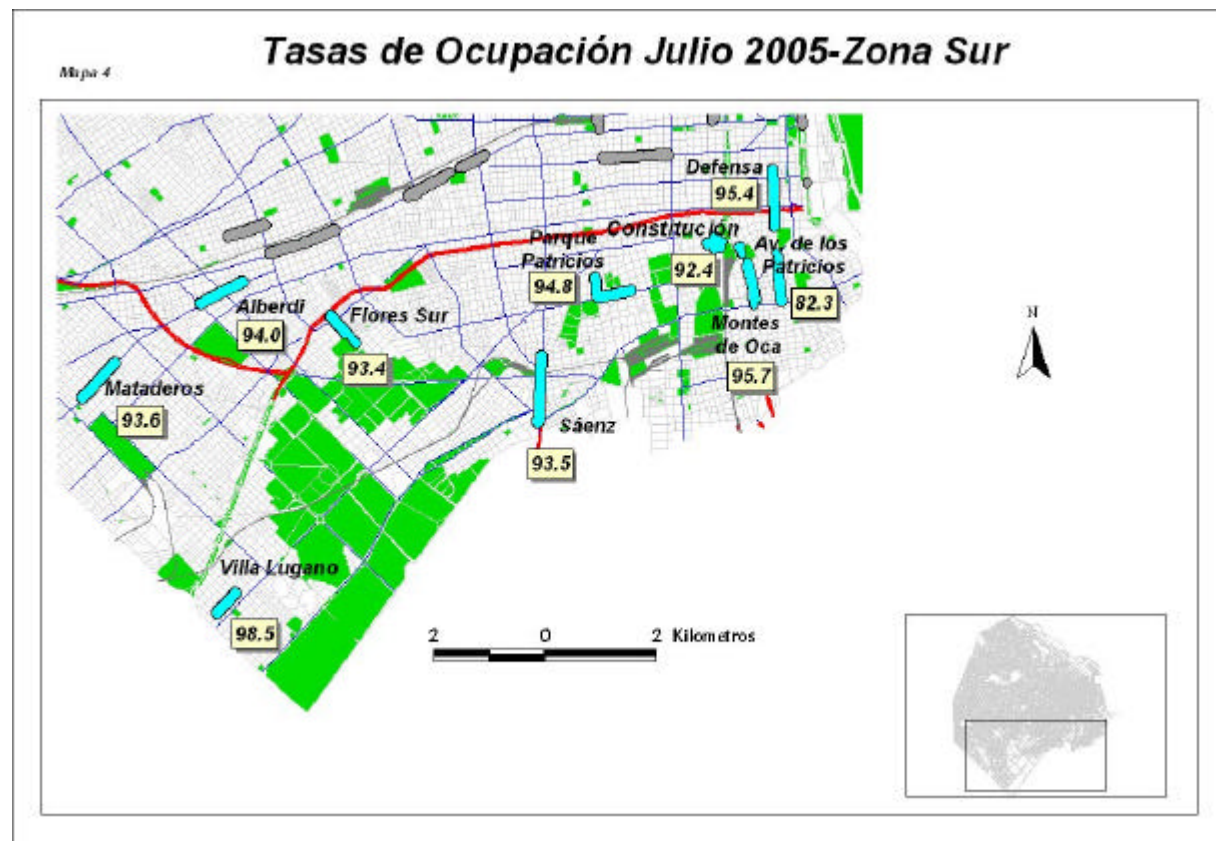 Tasas de Ocupación Julio 2005-Zona Sur
Mapa 4
Defensa
95.4
Constitución
92.4
Parque
Patricios
94.8
Av. de los
Patricios
82.3
Montes
de Oca
95.7
Alberdi
94.0
Flores Sur
93.4
Mataderos
93.6
Sáenz
93.5
Villa Lugano
98.5
2 0 2 Kilometros
N